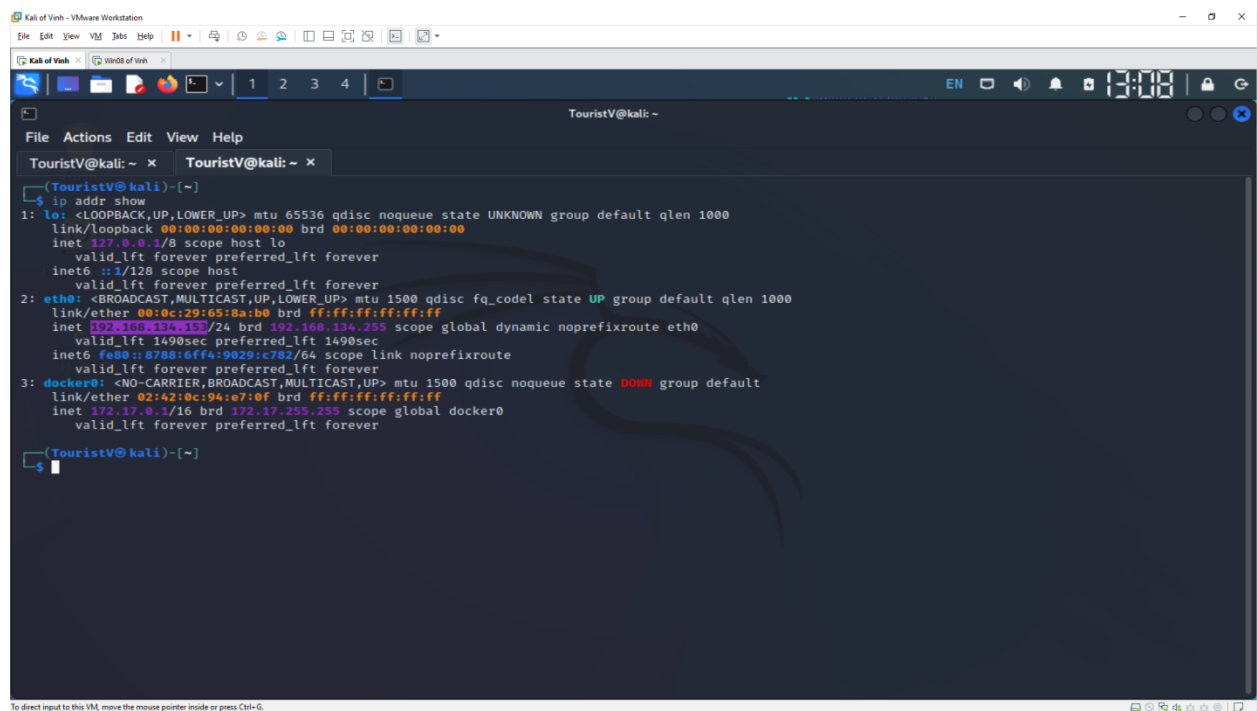 Kali of Vinh - VMware Workstation
File Edit View VM Tabs Help
Kali of Vinh × Win08 of Vinh ×
1 2 3 4 EN 13:08
TouristV@kali: ~
File Actions Edit View Help
TouristV@kali: ~ × TouristV@kali: ~ ×
┌──(TouristV㉿kali)-[~]
└─$ ip addr show
1: lo: <LOOPBACK,UP,LOWER_UP> mtu 65536 qdisc noqueue state UNKNOWN group default qlen 1000
link/loopback 00:00:00:00:00:00 brd 00:00:00:00:00:00
inet 127.0.0.1/8 scope host lo
valid_lft forever preferred_lft forever
inet6 ::1/128 scope host
valid_lft forever preferred_lft forever
2: eth0: <BROADCAST,MULTICAST,UP,LOWER_UP> mtu 1500 qdisc fq_codel state UP group default qlen 1000
link/ether 00:0c:29:65:8a:b0 brd ff:ff:ff:ff:ff:ff
inet 192.168.134.153/24 brd 192.168.134.255 scope global dynamic noprefixroute eth0
valid_lft 1490sec preferred_lft 1490sec
inet6 fe80::8788:6ff4:9029:c782/64 scope link noprefixroute
valid_lft forever preferred_lft forever
3: docker0: <NO-CARRIER,BROADCAST,MULTICAST,UP> mtu 1500 qdisc noqueue state DOWN group default
link/ether 02:42:0c:94:e7:0f brd ff:ff:ff:ff:ff:ff
inet 172.17.0.1/16 brd 172.17.255.255 scope global docker0
valid_lft forever preferred_lft forever
┌──(TouristV㉿kali)-[~]
└─$
To direct input to this VM, move the mouse pointer inside or press Ctrl+G.